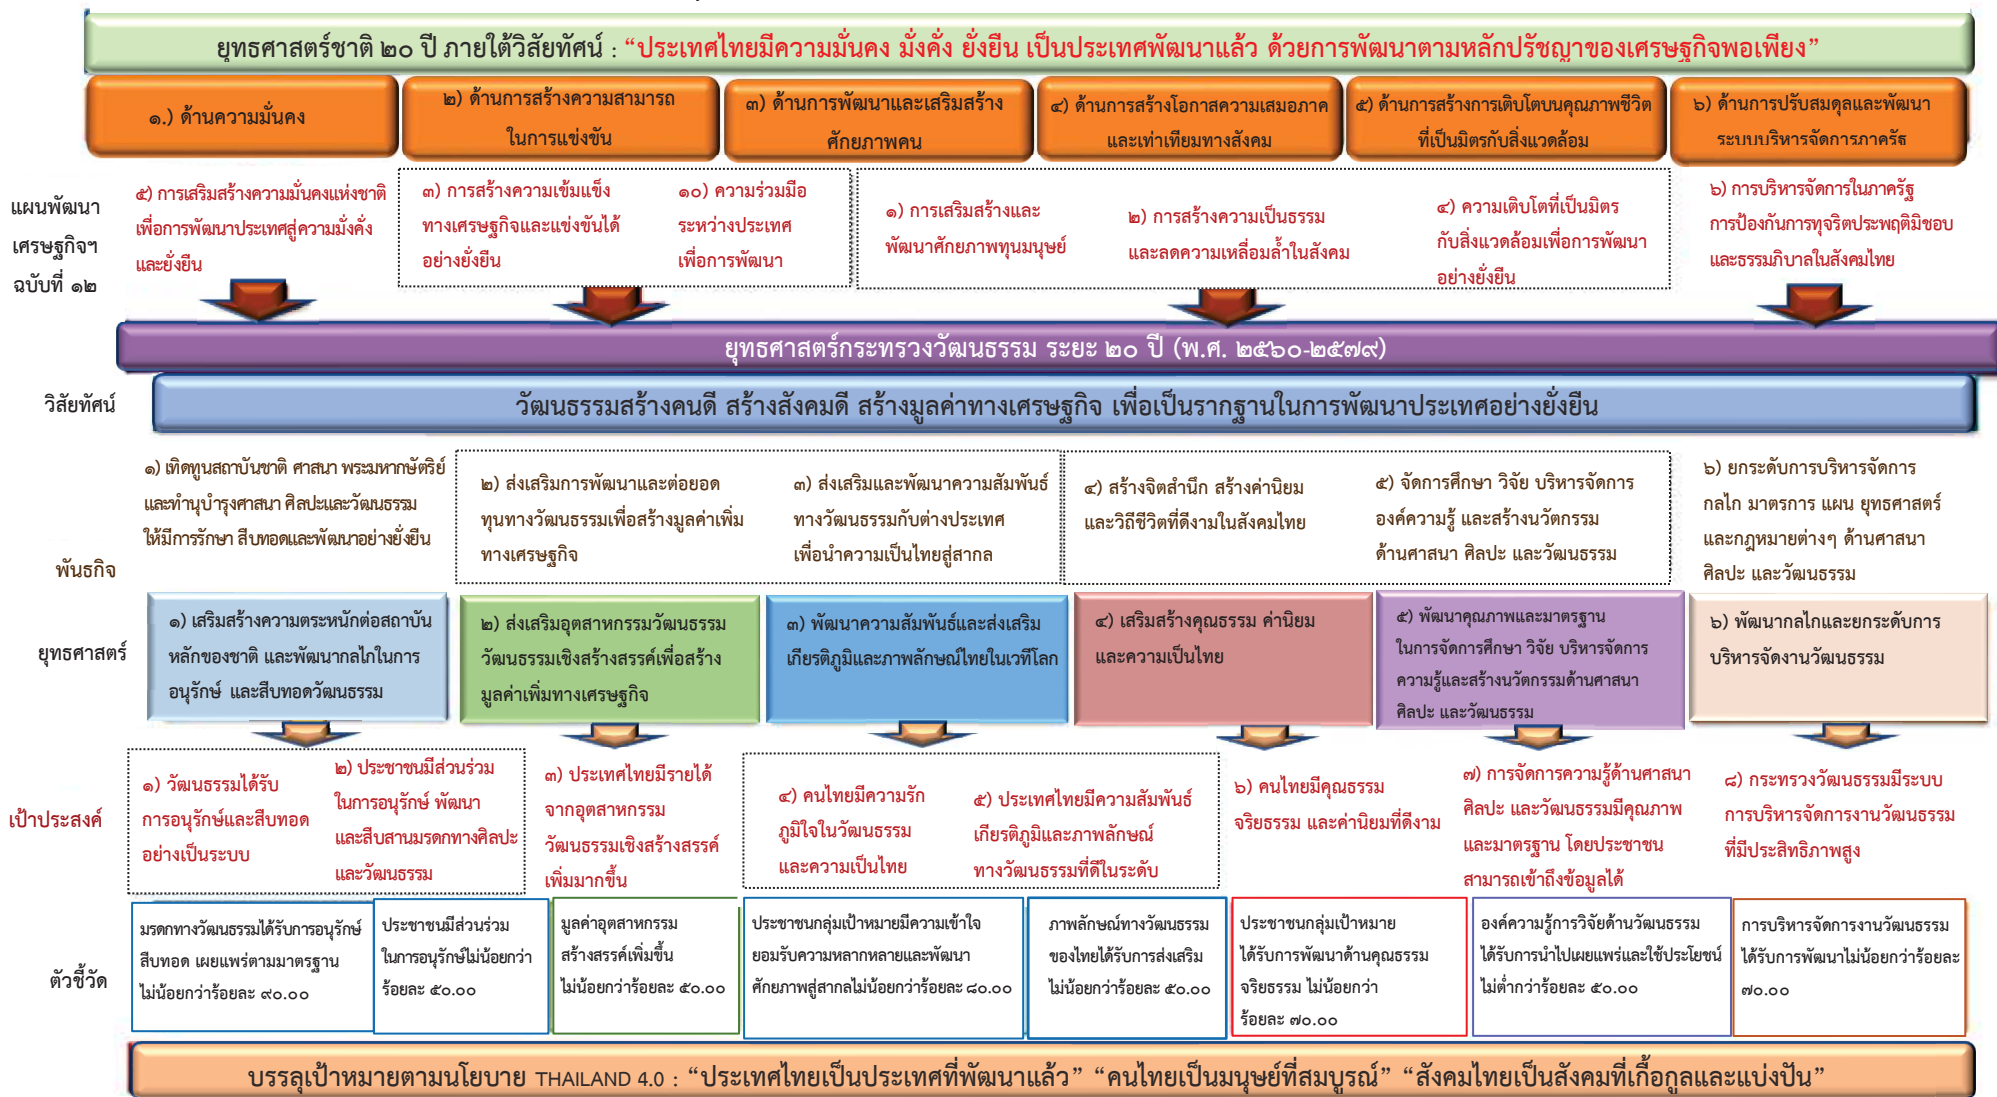 ยุทธศาสตร์ชาติ ๒๐ ปี ภายใต้วิสัยทัศน์ : “ประเทศไทยมีความมั่นคง มั่งคั่ง ยั่งยืน เป็นประเทศพัฒนาแล้ว ด้วยการพัฒนาตามหลักปรัชญาของเศรษฐกิจพอเพียง”
๑.) ด้านความมั่นคง
๒) ด้านการสร้างความสามารถ
ในการแข่งขัน
๓) ด้านการพัฒนาและเสริมสร้าง
ศักยภาพคน
๔) ด้านการสร้างโอกาสความเสมอภาค
และเท่าเทียมทางสังคม
๕) ด้านการสร้างการเติบโตบนคุณภาพชีวิต
ที่เป็นมิตรกับสิ่งแวดล้อม
๖) ด้านการปรับสมดุลและพัฒนา
ระบบบริหารจัดการภาครัฐ
แผนพัฒนา
เศรษฐกิจฯ
ฉบับที่ ๑๒
๕) การเสริมสร้างความมั่นคงแห่งชาติ
เพื่อการพัฒนาประเทศสู่ความมั่งคั่ง
และยั่งยืน
๓) การสร้างความเข้มแข็ง
ทางเศรษฐกิจและแข่งขันได้
อย่างยั่งยืน
๑๐) ความร่วมมือ
ระหว่างประเทศ
เพื่อการพัฒนา
๑) การเสริมสร้างและ
พัฒนาศักยภาพทุนมนุษย์
๒) การสร้างความเป็นธรรม
และลดความเหลื่อมล้ำในสังคม
๔) ความเติบโตที่เป็นมิตร
กับสิ่งแวดล้อมเพื่อการพัฒนา
อย่างยั่งยืน
๖) การบริหารจัดการในภาครัฐ
การป้องกันการทุจริตประพฤติมิชอบ
และธรรมภิบาลในสังคมไทย
ยุทธศาสตร์กระทรวงวัฒนธรรม ระยะ ๒๐ ปี (พ.ศ. ๒๕๖๐-๒๕๗๙)
วิสัยทัศน์
วัฒนธรรมสร้างคนดี สร้างสังคมดี สร้างมูลค่าทางเศรษฐกิจ เพื่อเป็นรากฐานในการพัฒนาประเทศอย่างยั่งยืน
พันธกิจ
๑) เทิดทูนสถาบันชาติ ศาสนา พระมหากษัตริย์
และทำนุบำรุงศาสนา ศิลปะและวัฒนธรรม
ให้มีการรักษา สืบทอดและพัฒนาอย่างยั่งยืน
๒) ส่งเสริมการพัฒนาและต่อยอด
ทุนทางวัฒนธรรมเพื่อสร้างมูลค่าเพิ่ม
ทางเศรษฐกิจ
๓) ส่งเสริมและพัฒนาความสัมพันธ์
ทางวัฒนธรรมกับต่างประเทศ
เพื่อนำความเป็นไทยสู่สากล
๔) สร้างจิตสำนึก สร้างค่านิยม
และวิถีชีวิตที่ดีงามในสังคมไทย
๕) จัดการศึกษา วิจัย บริหารจัดการ
องค์ความรู้ และสร้างนวัตกรรม
ด้านศาสนา ศิลปะ และวัฒนธรรม
๖) ยกระดับการบริหารจัดการ
กลไก มาตรการ แผน ยุทธศาสตร์
และกฎหมายต่างๆ ด้านศาสนา
ศิลปะ และวัฒนธรรม
ยุทธศาสตร์
๑) เสริมสร้างความตระหนักต่อสถาบัน
หลักของชาติ และพัฒนากลไกในการ
อนุรักษ์ และสืบทอดวัฒนธรรม
๒) ส่งเสริมอุตสาหกรรมวัฒนธรรม
วัฒนธรรมเชิงสร้างสรรค์เพื่อสร้าง
มูลค่าเพิ่มทางเศรษฐกิจ
๓) พัฒนาความสัมพันธ์และส่งเสริม
เกียรติภูมิและภาพลักษณ์ไทยในเวทีโลก
๔) เสริมสร้างคุณธรรม ค่านิยม
และความเป็นไทย
๕) พัฒนาคุณภาพและมาตรฐาน
ในการจัดการศึกษา วิจัย บริหารจัดการ
ความรู้และสร้างนวัตกรรมด้านศาสนา
ศิลปะ และวัฒนธรรม
๖) พัฒนากลไกและยกระดับการ
บริหารจัดงานวัฒนธรรม
เป้าประสงค์
๑) วัฒนธรรมได้รับ
การอนุรักษ์และสืบทอด
อย่างเป็นระบบ
๒) ประชาชนมีส่วนร่วม
ในการอนุรักษ์ พัฒนา
และสืบสานมรดกทางศิลปะ
และวัฒนธรรม
๓) ประเทศไทยมีรายได้
จากอุตสาหกรรม
วัฒนธรรมเชิงสร้างสรรค์
เพิ่มมากขึ้น
๔) คนไทยมีความรัก
ภูมิใจในวัฒนธรรม
และความเป็นไทย
๕) ประเทศไทยมีความสัมพันธ์
เกียรติภูมิและภาพลักษณ์
ทางวัฒนธรรมที่ดีในระดับ
๖) คนไทยมีคุณธรรม
จริยธรรม และค่านิยมที่ดีงาม
๗) การจัดการความรู้ด้านศาสนา
ศิลปะ และวัฒนธรรมมีคุณภาพ
และมาตรฐาน โดยประชาชน
สามารถเข้าถึงข้อมูลได้
๘) กระทรวงวัฒนธรรมมีระบบ
การบริหารจัดการงานวัฒนธรรม
ที่มีประสิทธิภาพสูง
ตัวชี้วัด
มรดกทางวัฒนธรรมได้รับการอนุรักษ์
สืบทอด เผยแพร่ตามมาตรฐาน
ไม่น้อยกว่าร้อยละ ๙๐.๐๐
ประชาชนมีส่วนร่วม
ในการอนุรักษ์ไม่น้อยกว่า
ร้อยละ ๕๐.๐๐
มูลค่าอุตสาหกรรม
สร้างสรรค์เพิ่มขึ้น
ไม่น้อยกว่าร้อยละ ๕๐.๐๐
ประชาชนกลุ่มเป้าหมายมีความเข้าใจ
ยอมรับความหลากหลายและพัฒนา
ศักยภาพสู่สากลไม่น้อยกว่าร้อยละ ๘๐.๐๐
ภาพลักษณ์ทางวัฒนธรรม
ของไทยได้รับการส่งเสริม
ไม่น้อยกว่าร้อยละ ๕๐.๐๐
ประชาชนกลุ่มเป้าหมาย
ได้รับการพัฒนาด้านคุณธรรม
จริยธรรม ไม่น้อยกว่า
ร้อยละ ๗๐.๐๐
องค์ความรู้การวิจัยด้านวัฒนธรรม
ได้รับการนำไปเผยแพร่และใช้ประโยชน์
ไม่ต่ำกว่าร้อยละ ๕๐.๐๐
การบริหารจัดการงานวัฒนธรรม
ได้รับการพัฒนาไม่น้อยกว่าร้อยละ
๗๐.๐๐
บรรลุเป้าหมายตามนโยบาย THAILAND 4.0 : “ประเทศไทยเป็นประเทศที่พัฒนาแล้ว” “คนไทยเป็นมนุษย์ที่สมบูรณ์” “สังคมไทยเป็นสังคมที่เกื้อกูลและแบ่งปัน”